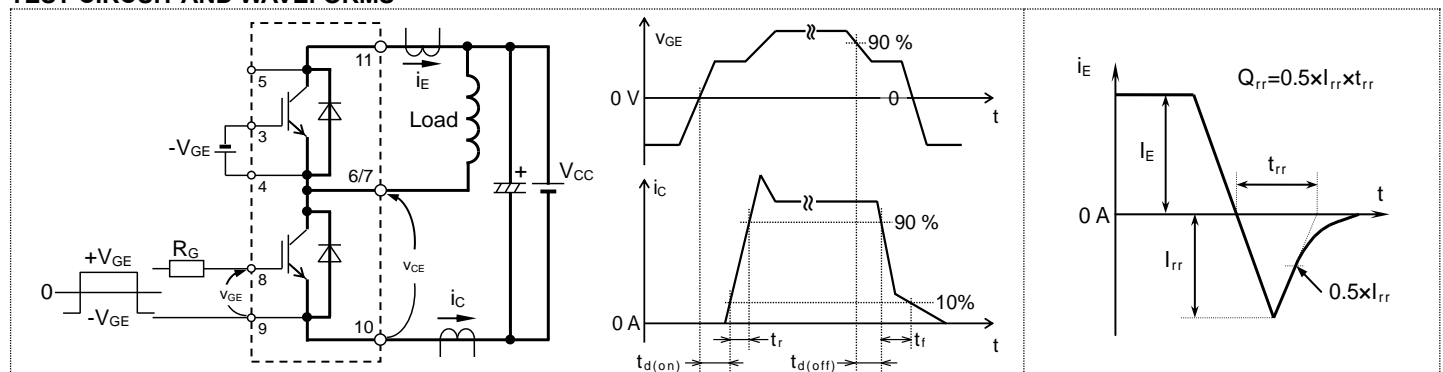 TEST CIRCUIT AND WAVEFORMS
5
3
-VGE
4
11
iE
Load
6/7
+
VCC
RG
+VGE
0
-VGE
vGE
8
9
vCE
10
iC
vGE
90 %
0 V
0
t
iC
90 %
10%
0 A
tr
tf
t
td(on)
td(off)
iE
Qrr=0.5×Irr×trr
IE
trr
t
0 A
Irr
0.5×Irr